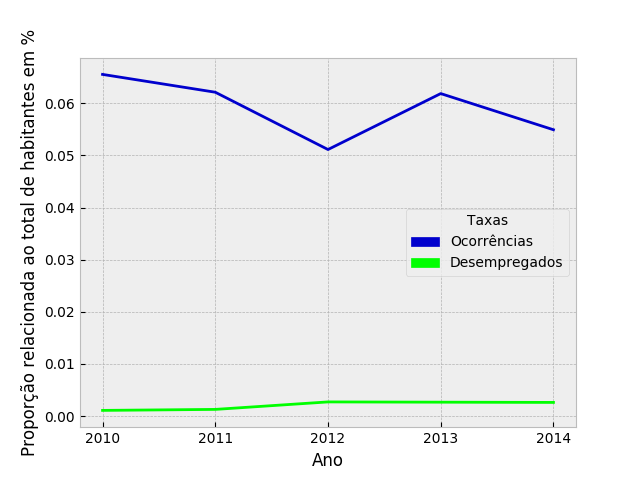 Proporção relacionada ao total de habitantes em %
0.06
0.05
0.04
0.03
0.02
0.01
0.00
Taxas
Ocorrências
Desempregados
2010 2011 2012 2013 2014
Ano